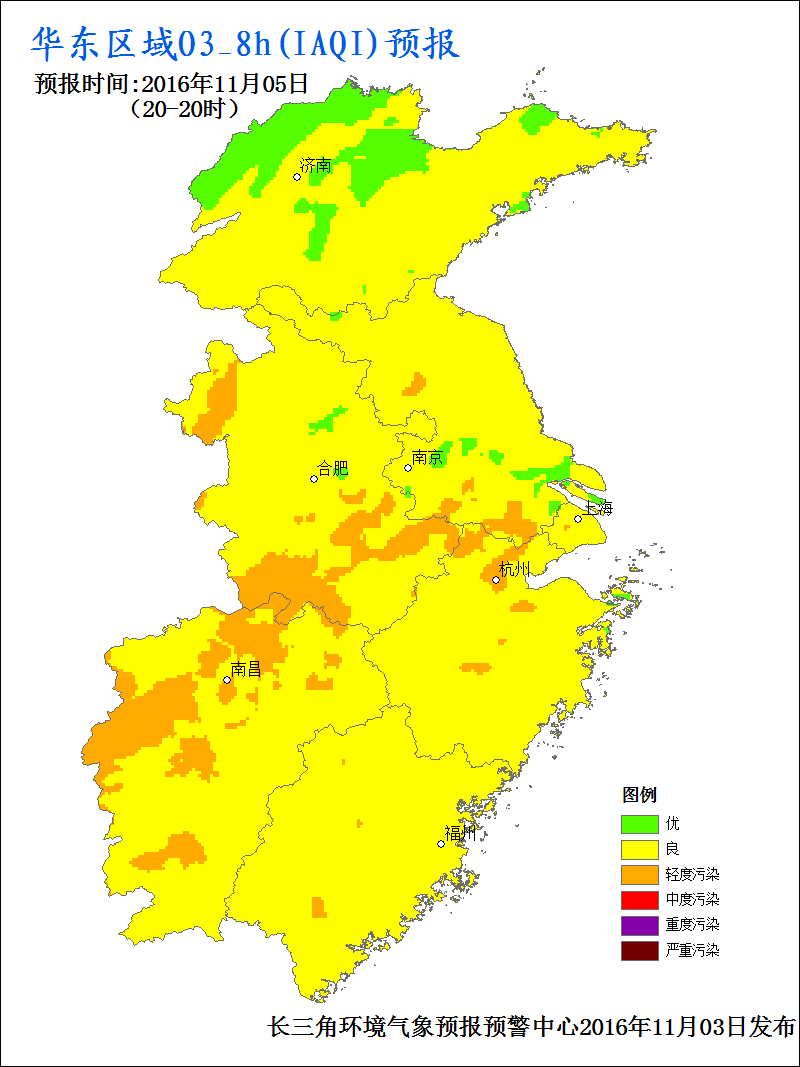 华东区域O3_8h(IAQI)预报
预报时间:2016年11月05日
（20-20时）
济南
合肥
南京
上海
杭州
南昌
福州
图例
优
良
轻度污染
中度污染
重度污染
严重污染
长三角环境气象预报预警中心2016年11月03日发布